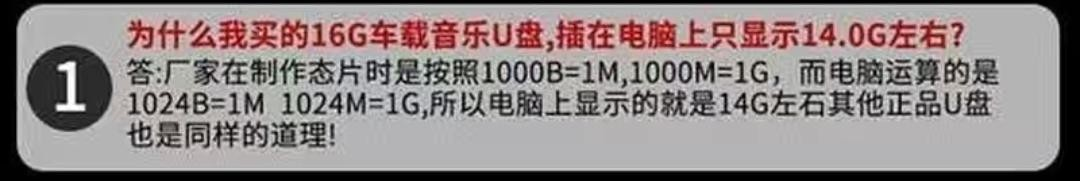 为什么我买的16G车载音乐U盘,插在电脑上只显示14.0G左右?
1
答:厂家在制作态片时是按照1000B=1M,1000M=1G，而电脑运算的是
1024B=1M 1024M=1G,所以电脑上显示的就是14G左石其他正品U盘
也是同样的道理!